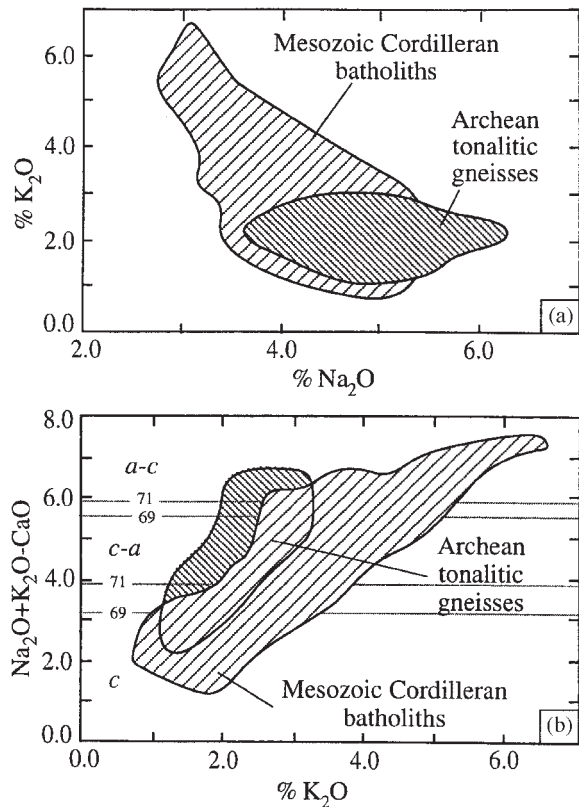 6.0
Mesozoic Cordilleran
batholiths
Archean
tonalitic
gneisses
4.0
% K₂O
2.0
0.0
(a)
2.0
4.0
6.0
% Na₂O
8.0
a-c
6.0
71
69
c-a
Archean
tonalitic
gneisses
4.0
71
69
Na₂O+K₂O-CaO
2.0
c
Mesozoic Cordilleran
batholiths
0.0
(b)
0.0
2.0
4.0
6.0
% K₂O